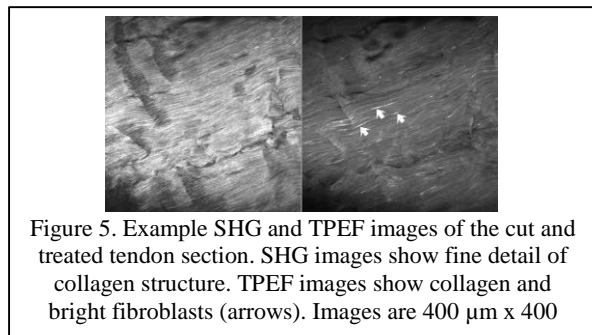 Figure 5. Example SHG and TPEF images of the cut and
treated tendon section. SHG images show fine detail of
collagen structure. TPEF images show collagen and
bright fibroblasts (arrows). Images are 400 µm x 400